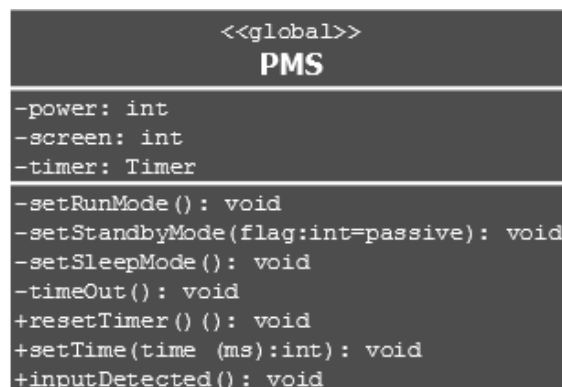 <<global>>
PMS
-power: int
-screen: int
-timer: Timer
-setRunMode(): void
-setStandbyMode(flag:int=passive): void
-setSleepMode(): void
-timeOut(): void
+resetTimer()(): void
+setTime(time (ms):int): void
+inputDetected(): void